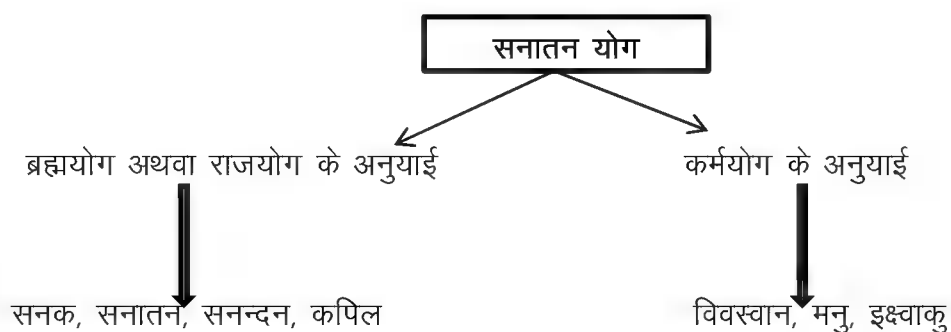 सनातन योग
ब्रह्मयोग अथवा राजयोग के अनुयाई
कर्मयोग के अनुयाई
सनक, सनातन, सनन्दन, कपिल
विवस्वान, मनु, इक्ष्वाकु